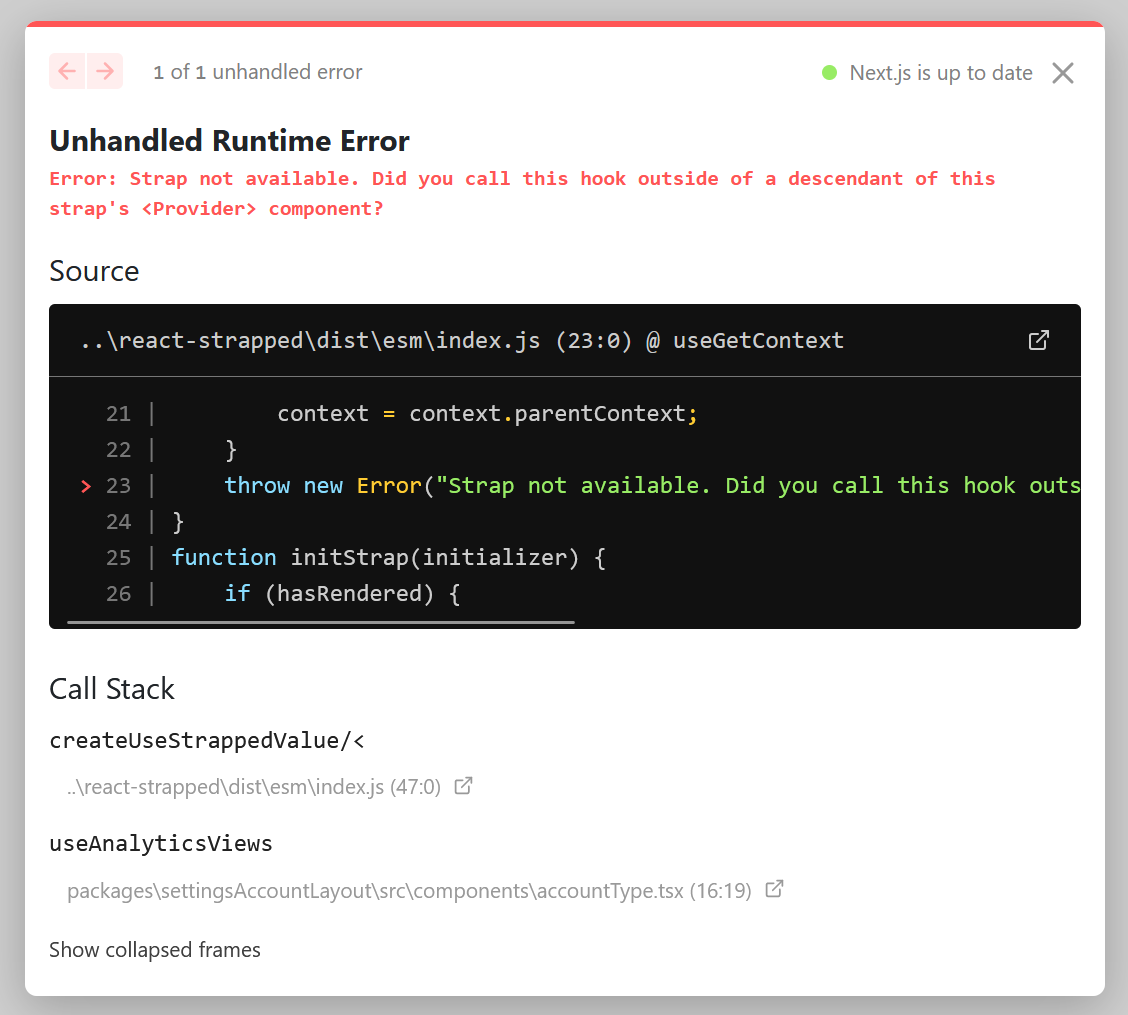 1 of 1 unhandled error
Next.js is up to date
Unhandled Runtime Error
Error: Strap not available. Did you call this hook outside of a descendant of this
strap's <Provider> component?
Source
..\react-strapped\dist\esm\index.js (23:0) @ useGetContext
21 |         context = context.parentContext;
22 |     }
> 23 |     throw new Error("Strap not available. Did you call this hook outs
24 | }
25 | function initStrap(initializer) {
26 |     if (hasRendered) {
Call Stack
createUseStrappedValue/<
..\react-strapped\dist\esm\index.js (47:0)
useAnalyticsViews
packages\settingsAccountLayout\src\components\accountType.tsx (16:19)
Show collapsed frames